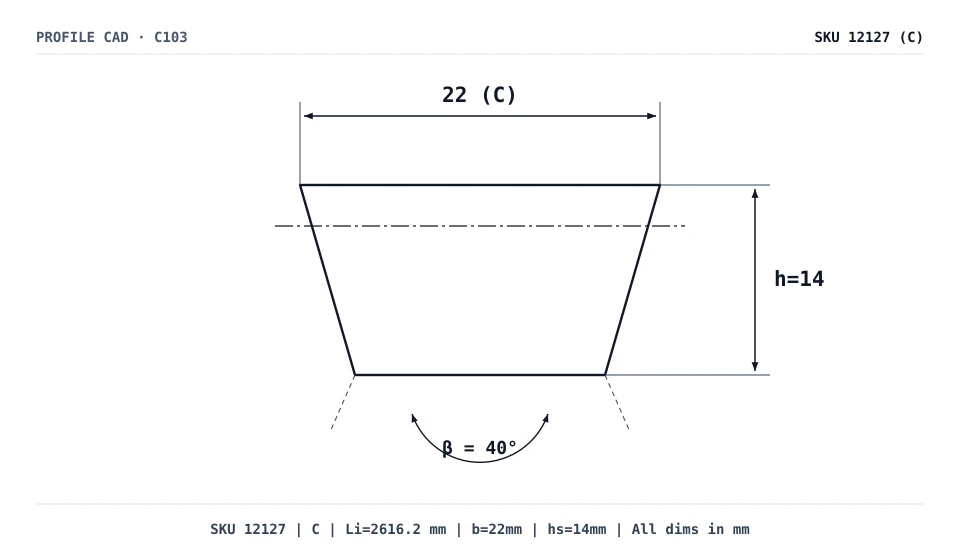 PROFILE CAD · C103
SKU 12127 (C)
22 (C)
h=14
β = 40°
SKU 12127 | C | Li=2616.2 mm | b=22mm | hs=14mm | All dims in mm